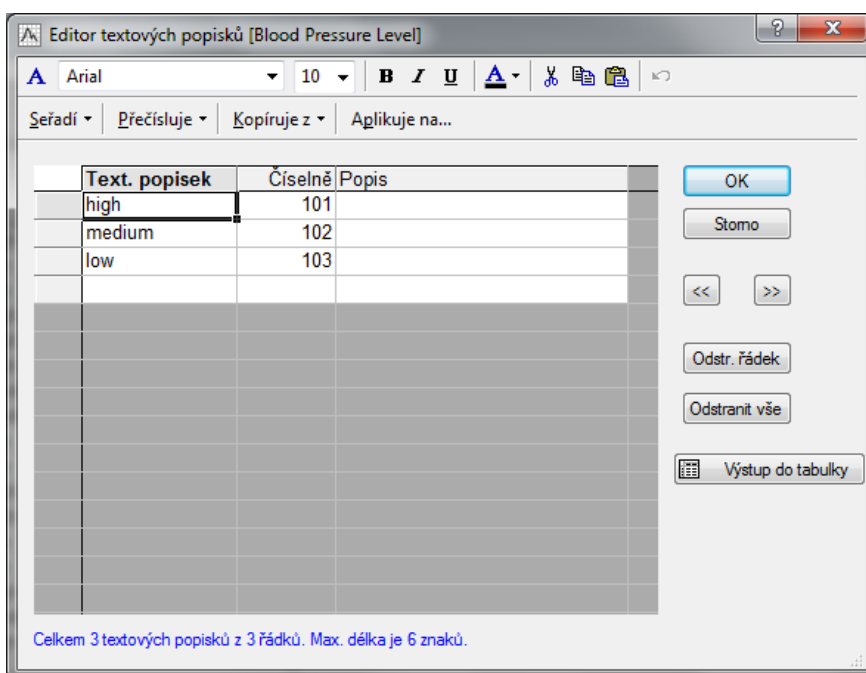 Editor textových popisků [Blood Pressure Level]
A Arial 10 B I U A
Seřadí Přečísluje Kopíruje z Aplikuje na...
Text. popisek Číselně Popis
high 101
medium 102
low 103
OK
Storno
<< >>
Odstr. řádek
Odstranit vše
Výstup do tabulky
Celkem 3 textových popisků z 3 řádků. Max. délka je 6 znaků.